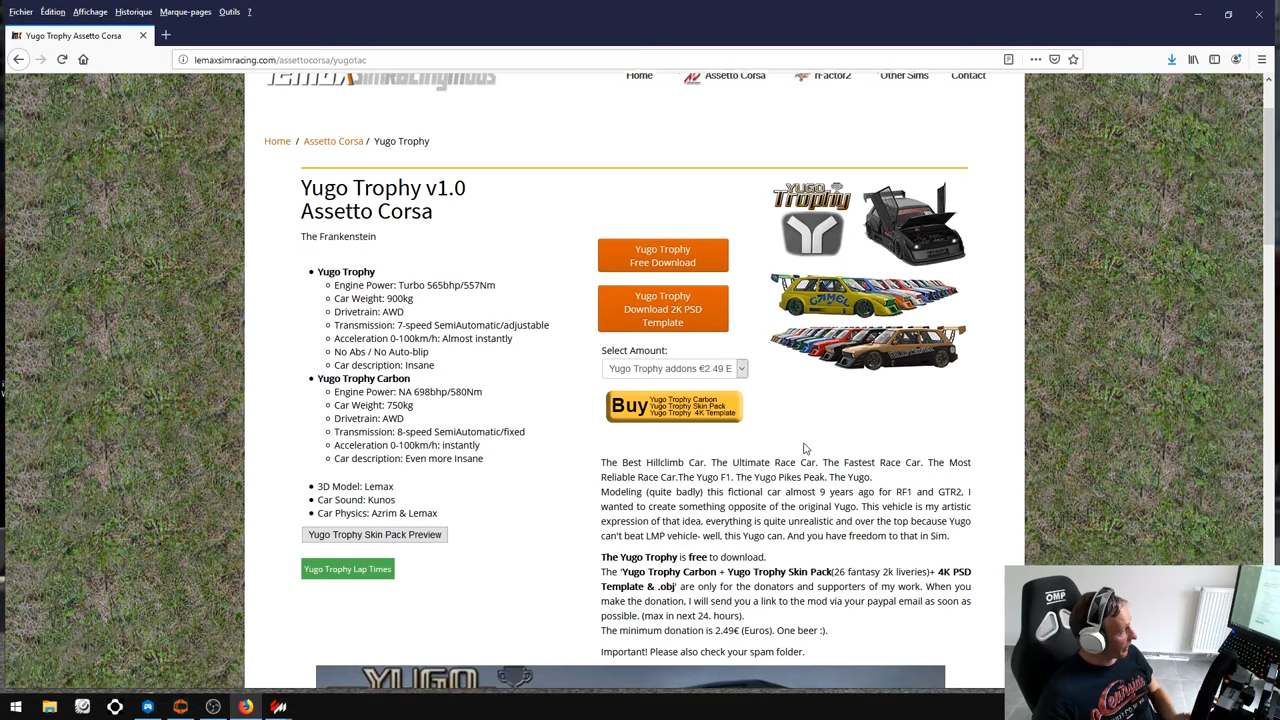 Fichier Édition Affichage Historique Outils ?
Yugo Trophy Assetto Corsa
lemaxsimracing.com/assettocorsa/yugotac
lemaxsimracingmods
Home Assetto Corsa rFactor2 Other Sims Contact
Home / Assetto Corsa / Yugo Trophy
Yugo Trophy v1.0
Assetto Corsa
The Frankenstein
• Yugo Trophy
Engine Power: Turbo 565bhp/557Nm
Car Weight: 900kg
Drivetrain: AWD
Transmission: 7-speed SemiAutomatic/adjustable
Acceleration 0-100km/h: Almost instantly
No Abs / No Auto-blip
Car description: Insane
• Yugo Trophy Carbon
Engine Power: NA 698bhp/580Nm
Car Weight: 750kg
Drivetrain: AWD
Transmission: 8-speed SemiAutomatic/fixed
Acceleration 0-100km/h: instantly
Car description: Even more Insane
• 3D Model: Lemax
• Car Sound: Kunos
• Car Physics: Azrim & Lemax
Yugo Trophy Skin Pack Preview
Yugo Trophy Lap Times
Yugo Trophy
Free Download
Yugo Trophy
Download 2K PSD
Template
Select Amount:
Yugo Trophy addons €2.49 E
Buy
Yugo Trophy Carbon
Yugo Trophy Skin Pack
Yugo Trophy 4K Template
YUGO
Trophy
CAMEL
The Best Hillclimb Car. The Ultimate Race Car. The Fastest Race Car. The Most
Reliable Race Car.The Yugo F1. The Yugo Pikes Peak. The Yugo.
Modeling (quite badly) this fictional car almost 9 years ago for RF1 and GTR2, I
wanted to create something opposite of the original Yugo. This vehicle is my artistic
expression of that idea, everything is quite unrealistic and over the top because Yugo
can't beat LMP vehicle- well, this Yugo can. And you have freedom to that in Sim.
The Yugo Trophy is free to download.
The 'Yugo Trophy Carbon + Yugo Trophy Skin Pack(26 fantasy 2k liveries)+ 4K PSD
Template & .obj' are only for the donators and supporters of my work. When you
make the donation, I will send you a link to the mod via your paypal email as soon as
possible. (max in next 24. hours).
The minimum donation is 2.49€ (Euros). One beer :).
Important! Please also check your spam folder.
YUGO
OMP